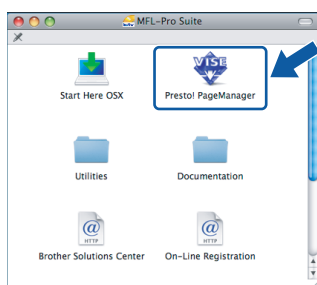 MFL-Pro Suite
VISE
Start Here OSX
Presto! PageManager
Utilities
Documentation
@
HTTP
@
HTTP
Brother Solutions Center
On-Line Registration